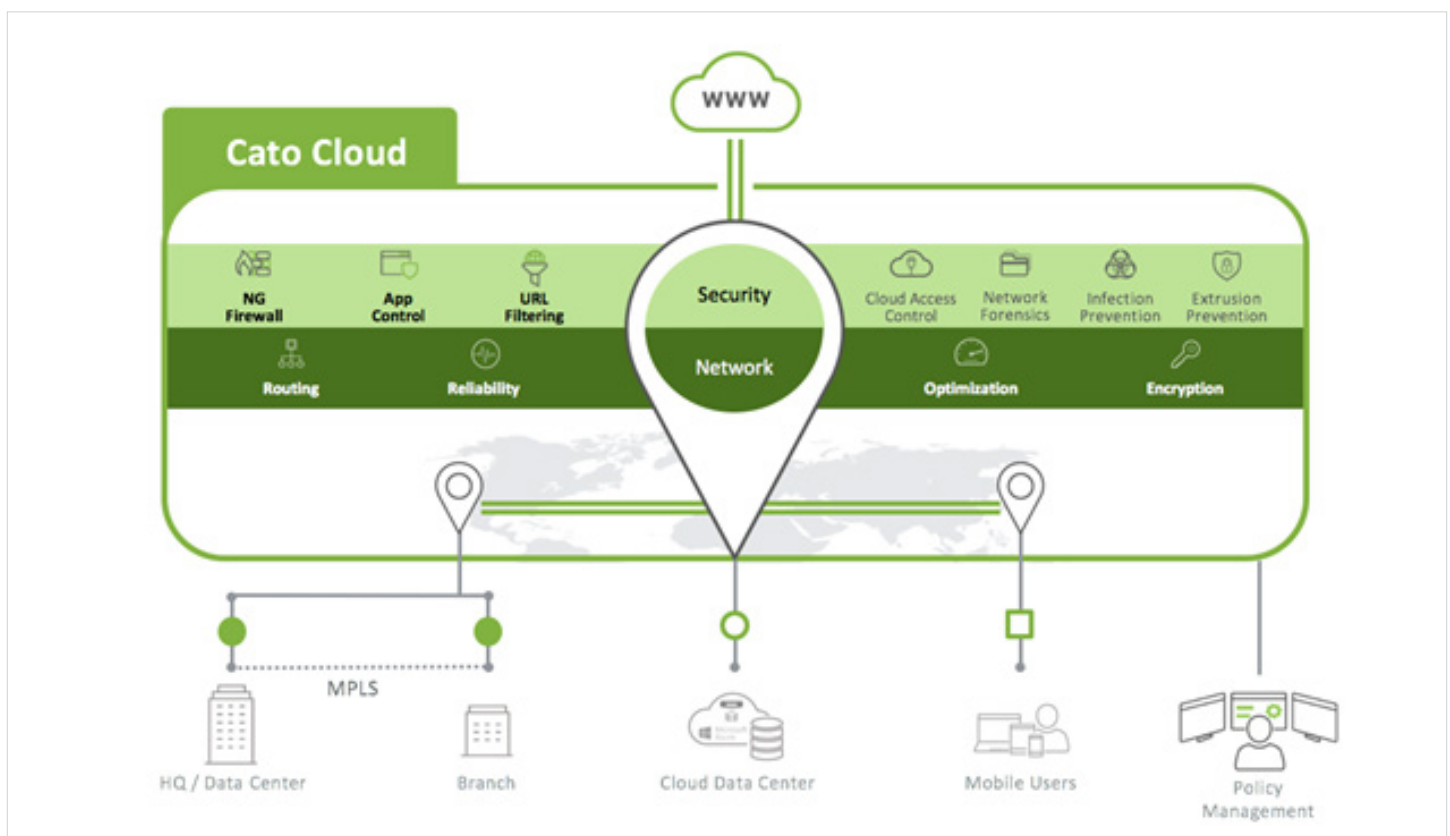 WWW
Cato Cloud
NG
Firewall
App
Control
URL
Filtering
Security
Cloud Access
Control
Network
Forensics
Infection
Prevention
Extrusion
Prevention
Routing
Reliability
Network
Optimization
Encryption
MPLS
HQ / Data Center
Branch
Cloud Data Center
Mobile Users
Policy
Management